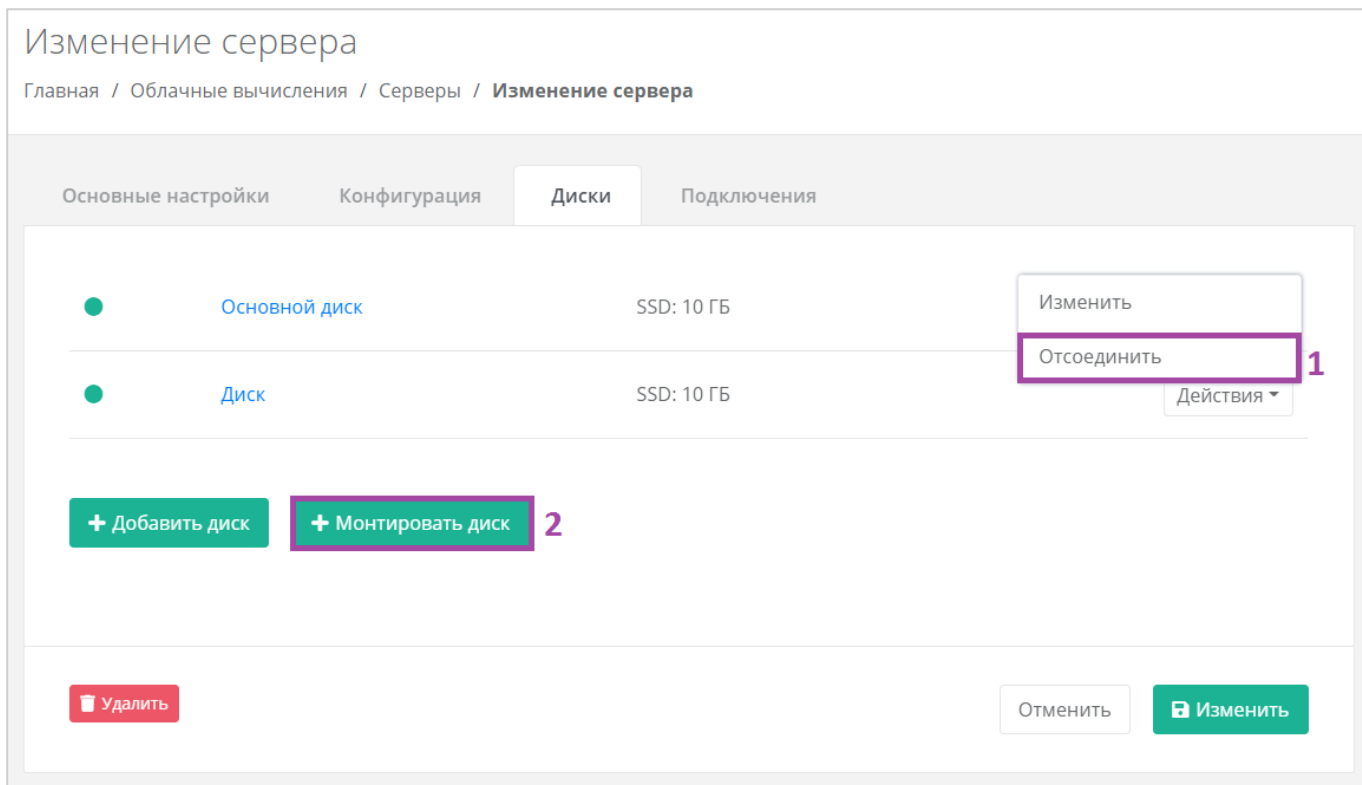 Изменение сервера
Главная / Облачные вычисления / Серверы / Изменение сервера
Основные настройки Конфигурация Диски Подключения
Основной диск SSD: 10 ГБ Изменить
Отсоединить 1
Диск SSD: 10 ГБ Действия
+ Добавить диск + Монтировать диск 2
Удалить Отменить Изменить